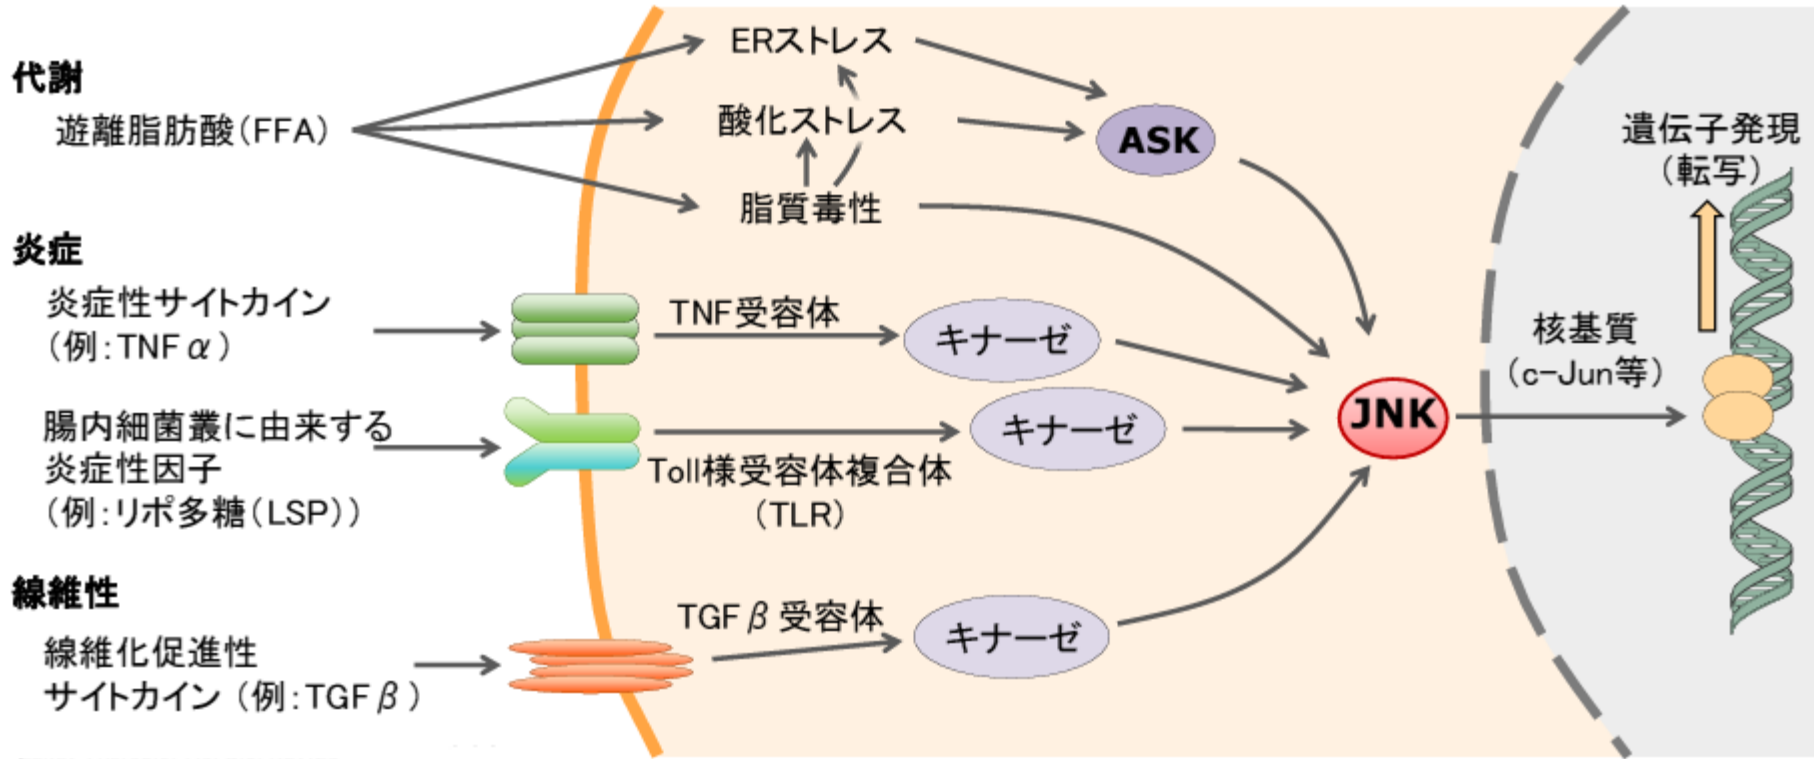 代謝
遊離脂肪酸(FFA)
炎症
炎症性サイトカイン
(例:TNFα)
腸内細菌叢に由来する
炎症性因子
(例:リポ多糖(LSP))
線維性
線維化促進性
サイトカイン (例:TGFβ)
ERストレス
酸化ストレス
脂質毒性
ASK
TNF受容体
キナーゼ
キナーゼ
Toll様受容体複合体
(TLR)
TGFβ受容体
キナーゼ
JNK
核基質
(c-Jun等)
遺伝子発現
(転写)